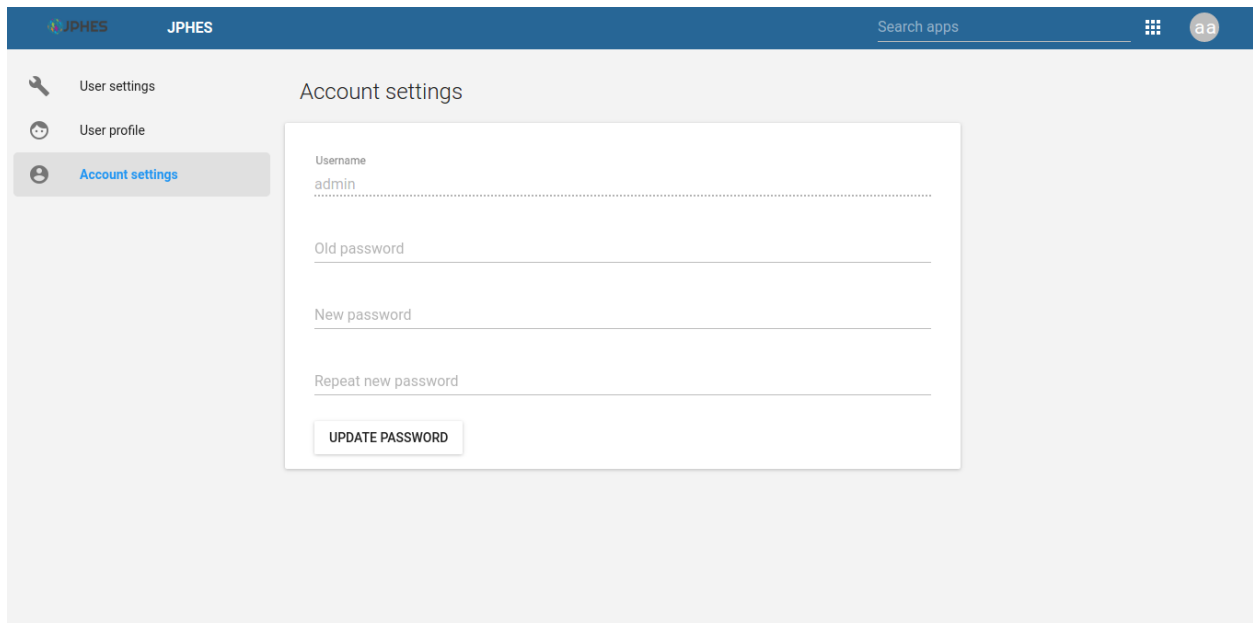 JPHES
JPHES
Search apps
aa
User settings
User profile
Account settings
Account settings
Username
admin
Old password
New password
Repeat new password
UPDATE PASSWORD